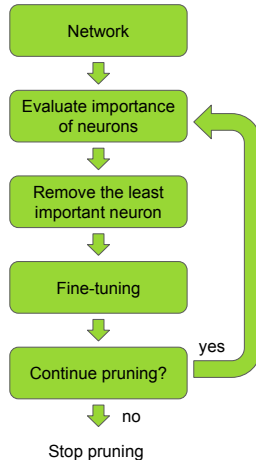 Network
Evaluate importance
of neurons
Remove the least
important neuron
Fine-tuning
Continue pruning?
yes
no
Stop pruning